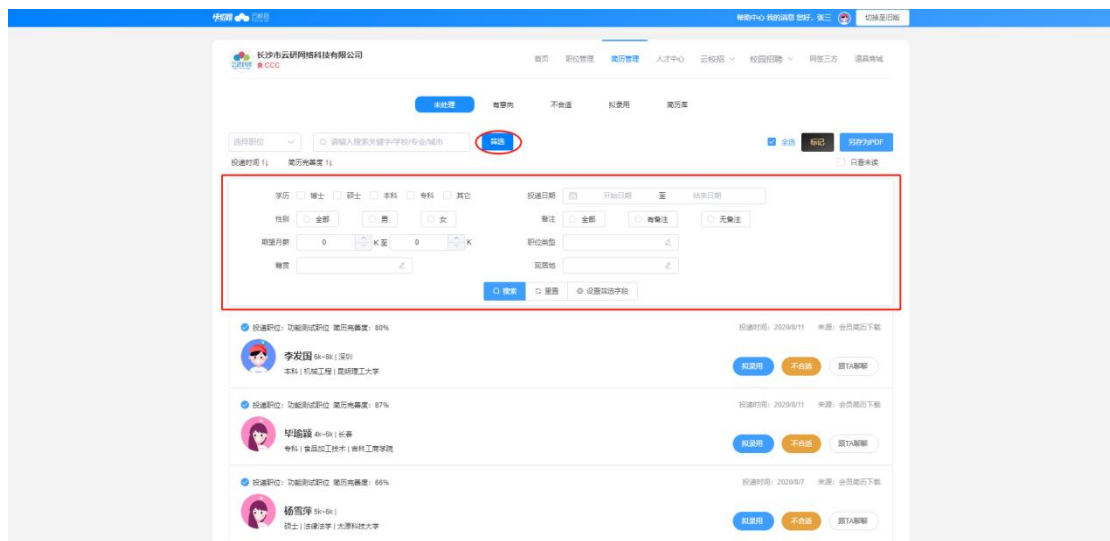 快招网 云校招 帮助中心 我的消息 您好，张三 切换至旧版
长沙市云研网络科技有限公司
CCC
首页 职位管理 简历管理 人才中心 云校招 校园招聘 网签三方 道具商城
未处理 有意向 不合适 拟录用 简历库
选择职位 请输入搜索关键字/学校/专业/城市 筛选 全选 标记 另存为PDF
投递时间 简历完善度 只看未读
学历 博士 硕士 本科 专科 其它 投递日期 开始日期 至 结束日期
性别 全部 男 女 备注 全部 有备注 无备注
期望月薪 0 K 至 0 K 职位类型
籍贯 现居地
搜索 重置 设置筛选字段
投递职位：功能测试职位 简历完善度：80% 投递时间：2020/8/11 来源：会员简历下载
李发国 6k-8k | 深圳
本科 | 机械工程 | 昆明理工大学
拟录用 不合适 跟TA聊聊
投递职位：功能测试职位 简历完善度：87% 投递时间：2020/8/11 来源：会员简历下载
毕瑜颖 4k-6k | 长春
专科 | 食品加工技术 | 吉林工商学院
拟录用 不合适 跟TA聊聊
投递职位：功能测试职位 简历完善度：66% 投递时间：2020/8/7 来源：会员简历下载
杨雪萍 5k-6k |
硕士 | 法律法学 | 太原科技大学
拟录用 不合适 跟TA聊聊